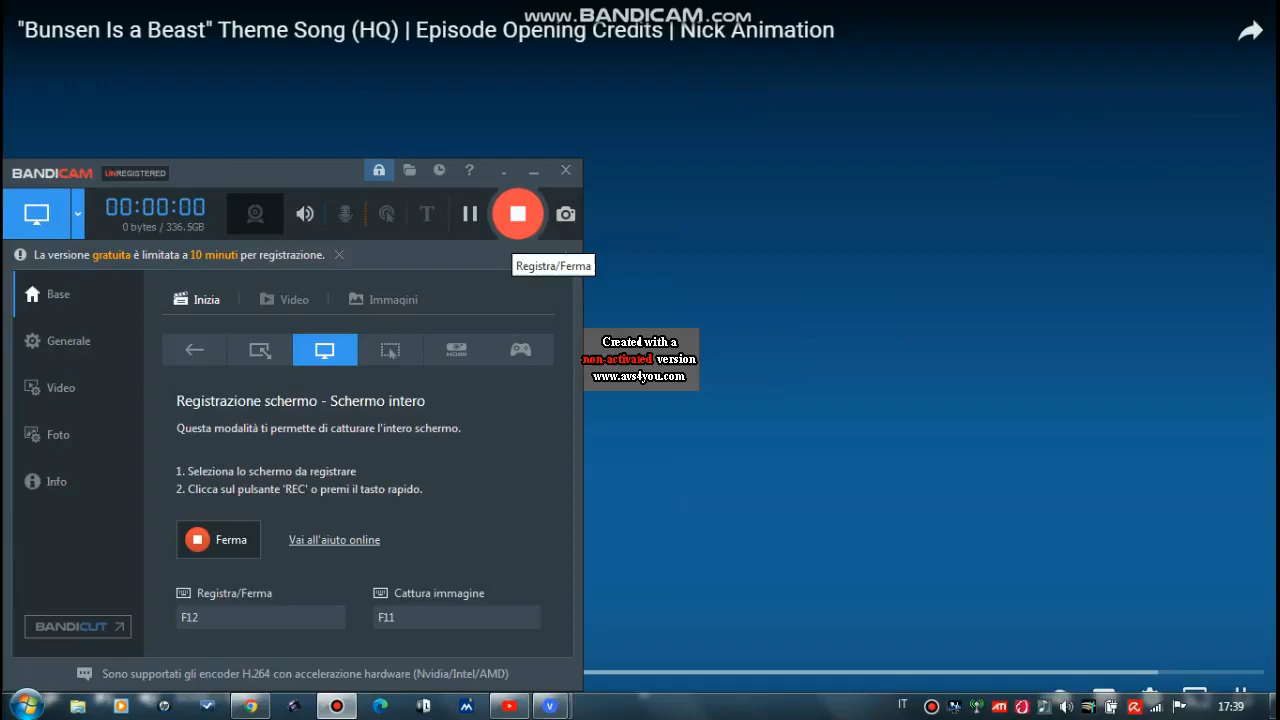 www.BANDICAM.com
"Bunsen Is a Beast" Theme Song (HQ) | Episode Opening Credits | Nick Animation
BANDICAM UNREGISTERED
00:00:00
0 bytes / 336.5GB
La versione gratuita è limitata a 10 minuti per registrazione.
Registra/Ferma
Base
Generale
Video
Foto
Info
BANDICUT
Inizia
Video
Immagini
HDMI
Registrazione schermo - Schermo intero
Questa modalità ti permette di catturare l'intero schermo.
1. Seleziona lo schermo da registrare
2. Clicca sul pulsante 'REC' o premi il tasto rapido.
Ferma
Vai all'aiuto online
Registra/Ferma
Cattura immagine
F12
F11
Sono supportati gli encoder H.264 con accelerazione hardware (Nvidia/Intel/AMD)
Created with a
non-activated version
www.avs4you.com
IT
17:39